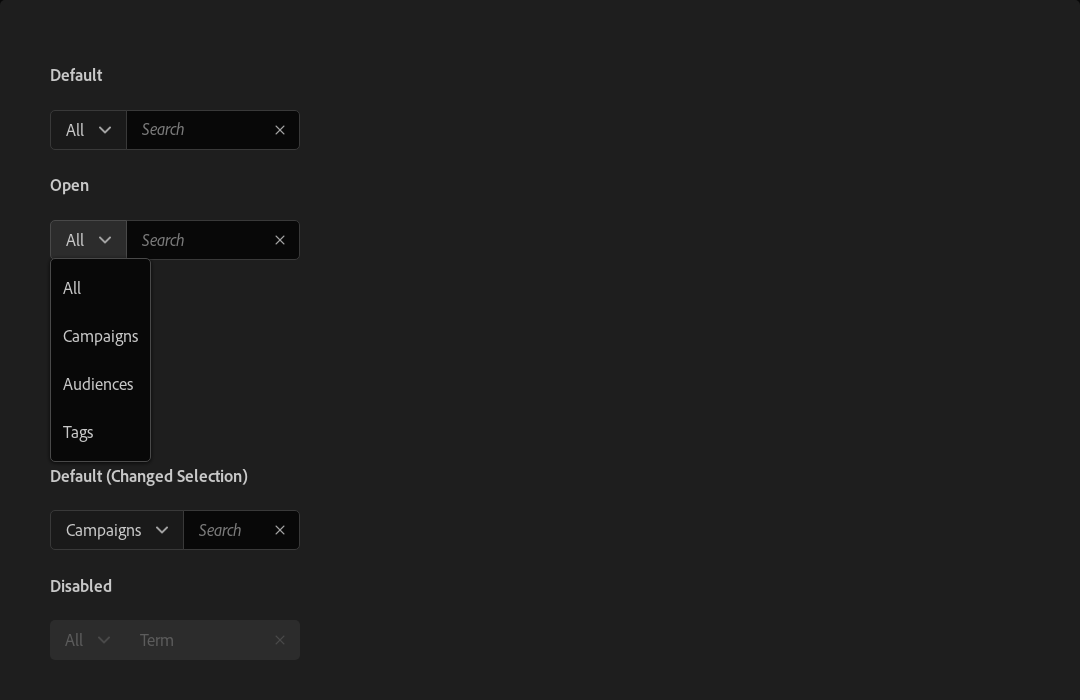 Default
All Search
Open
All Search
All
Campaigns
Audiences
Tags
Default (Changed Selection)
Campaigns Search
Disabled
All Term